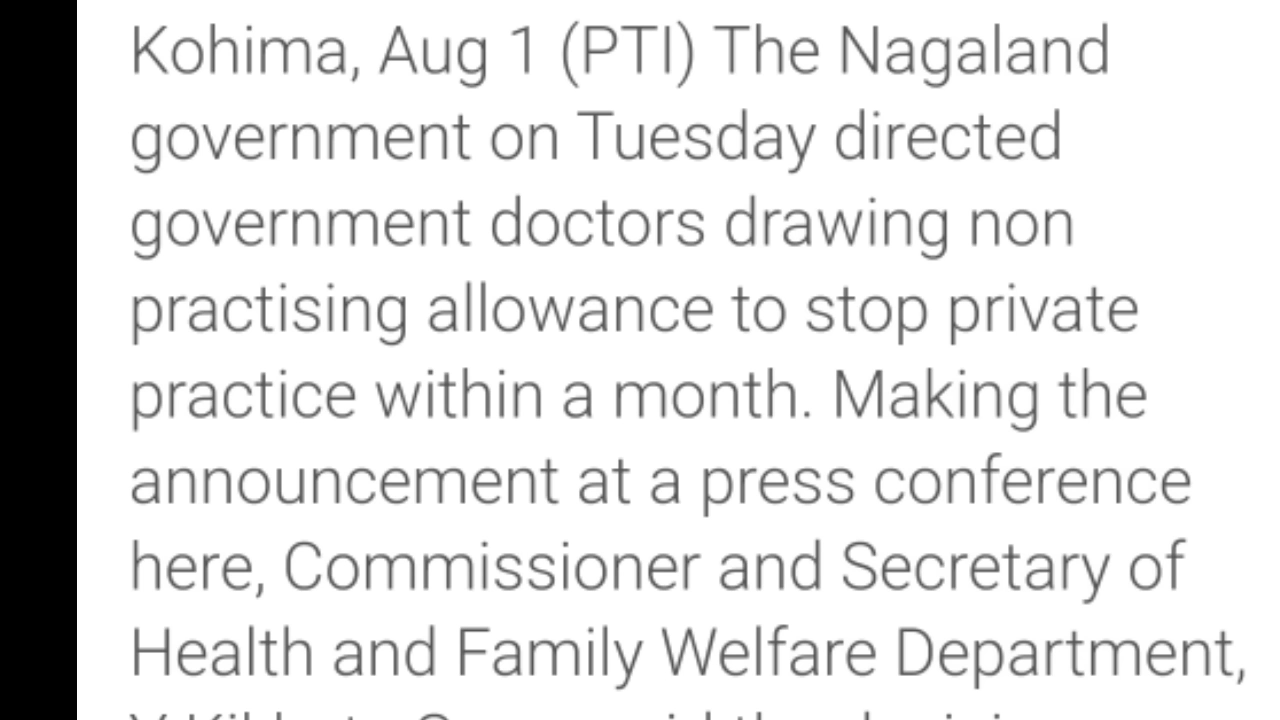 Kohima, Aug 1 (PTI) The Nagaland
government on Tuesday directed
government doctors drawing non
practising allowance to stop private
practice within a month. Making the
announcement at a press conference
here, Commissioner and Secretary of
Health and Family Welfare Department,